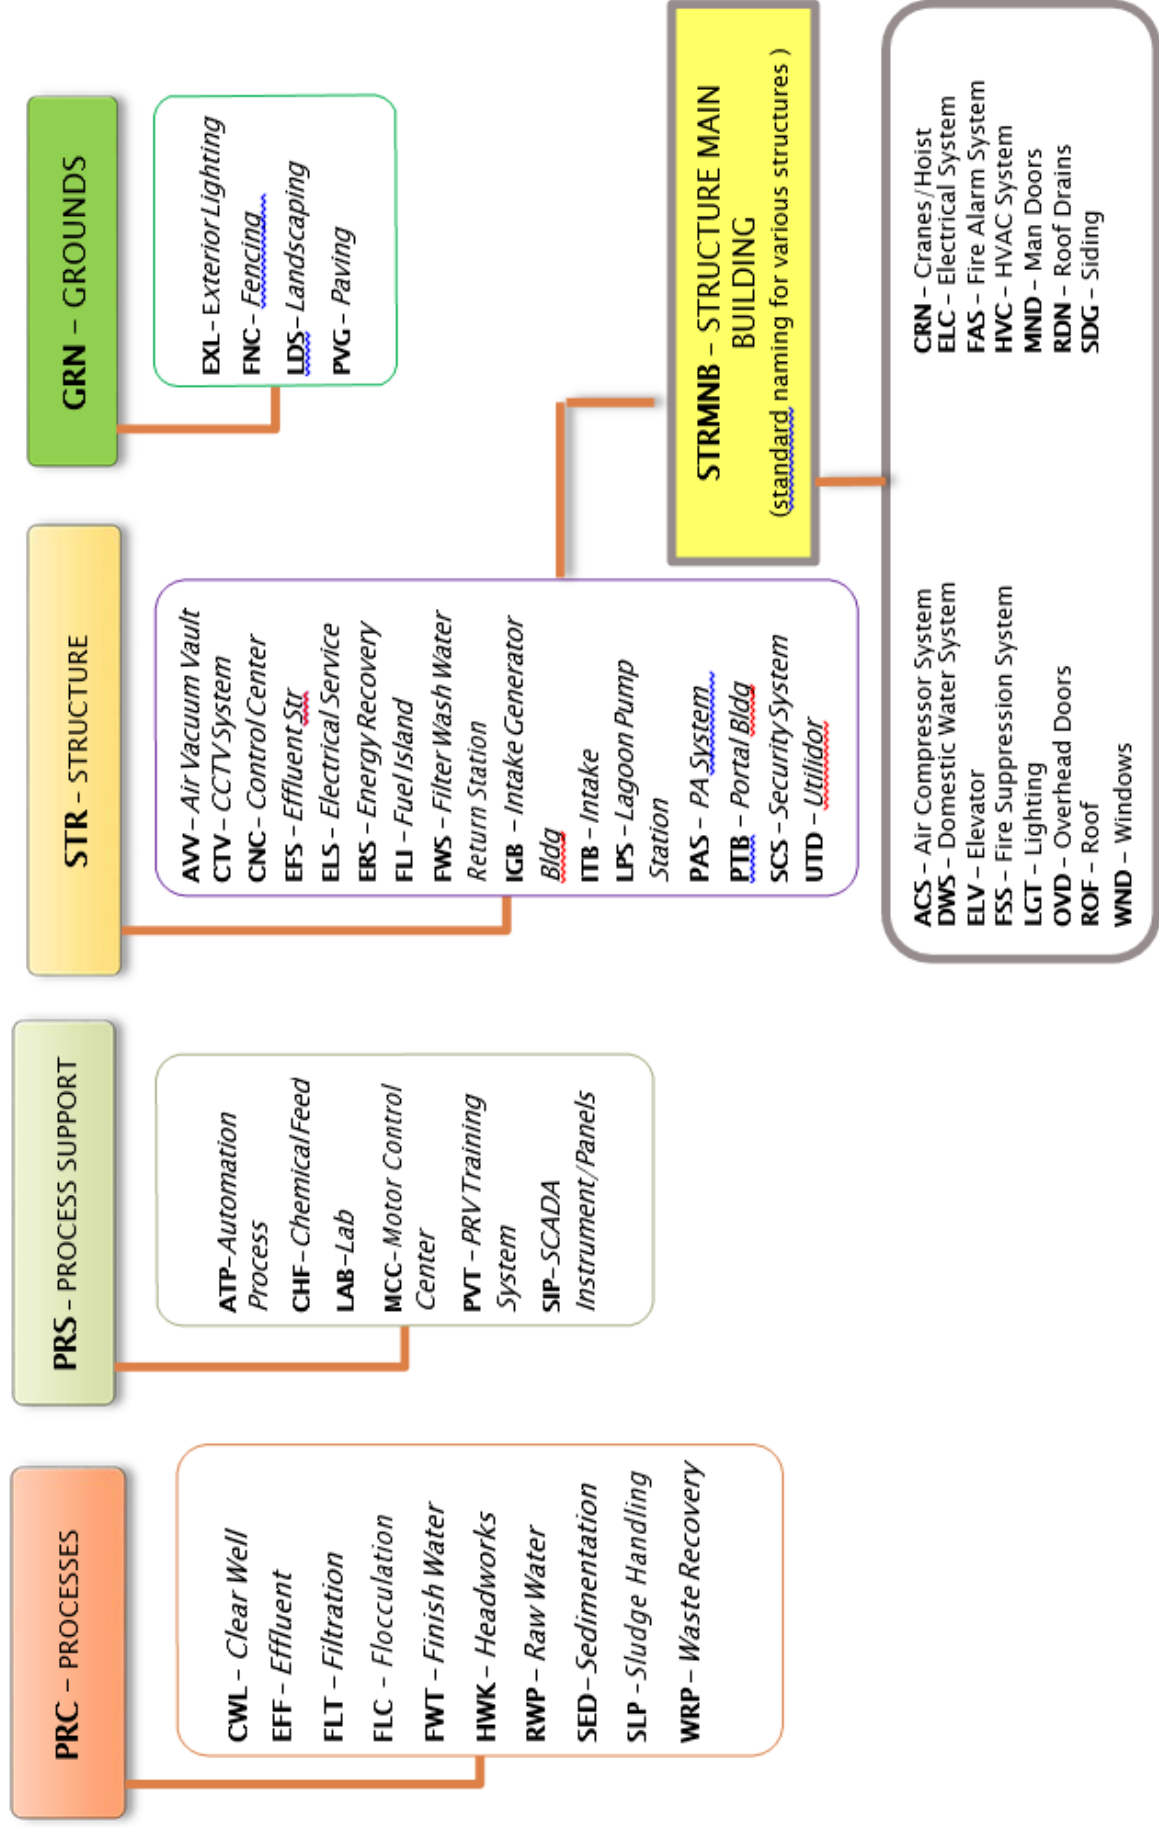 PRC – PROCESSES
CWL – Clear Well
EFF – Effluent
FLT – Filtration
FLC – Flocculation
FWT – Finish Water
HWK – Headworks
RWP – Raw Water
SED – Sedimentation
SLP –Sludge Handling
WRP – Waste Recovery
PRS – PROCESS SUPPORT
ATP–Automation
Process
CHF–Chemical Feed
LAB–Lab
MCC–Motor Control
Center
PVT – PRV Training
System
SIP–SCADA
Instrument/Panels
STR – STRUCTURE
AVV – Air Vacuum Vault
CTV – CCTV System
CNC – Control Center
EFS – Effluent Str
ELS – Electrical Service
ERS – Energy Recovery
FLI – Fuel Island
FWS – Filter Wash Water
Return Station
IGB – Intake Generator
Bldg
ITB – Intake
LPS – Lagoon Pump
Station
PAS – PA System
PTB – Portal Bldg
SCS – Security System
UTD – Utilidor
GRN – GROUNDS
EXL – Exterior Lighting
FNC – Fencing
LDS – Landscaping
PVG – Paving
STRMNB – STRUCTURE MAIN
BUILDING
(standard naming for various structures )
ACS – Air Compressor System
DWS – Domestic Water System
ELV – Elevator
FSS – Fire Suppression System
LGT – Lighting
OVD – Overhead Doors
ROF – Roof
WND – Windows
CRN – Cranes/Hoist
ELC – Electrical System
FAS – Fire Alarm System
HVC – HVAC System
MND – Man Doors
RDN – Roof Drains
SDG – Siding